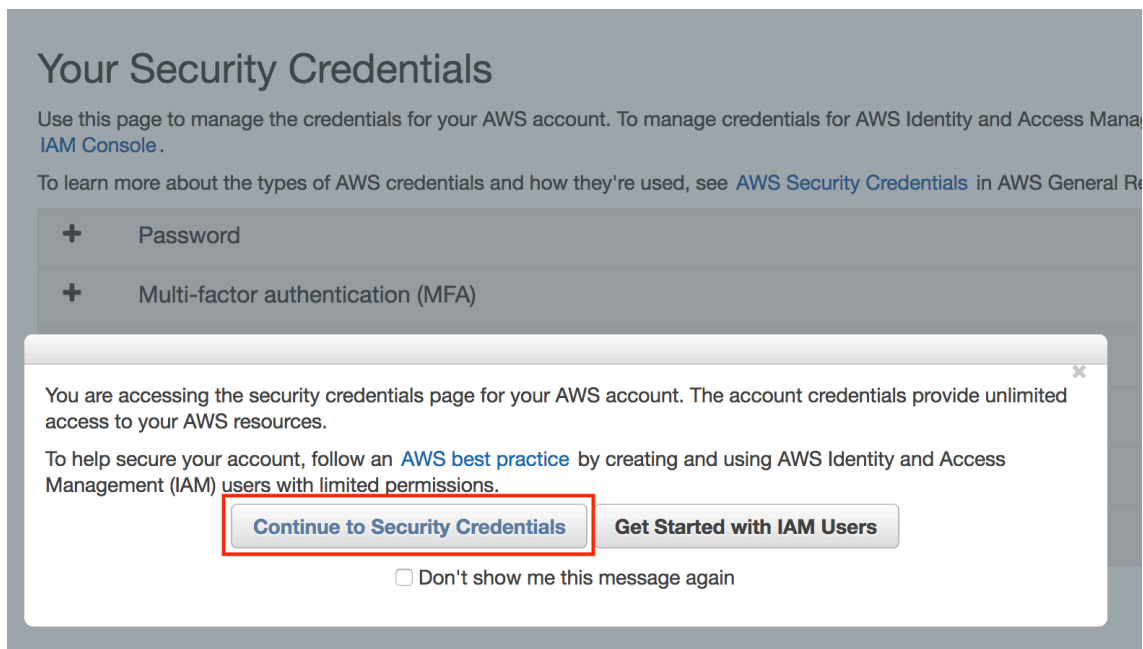 Your Security Credentials
Use this page to manage the credentials for your AWS account. To manage credentials for AWS Identity and Access
IAM Console.
To learn more about the types of AWS credentials and how they're used, see AWS Security Credentials in AWS General
Password
Multi-factor authentication (MFA)
You are accessing the security credentials page for your AWS account. The account credentials provide unlimited
access to your AWS resources.
To help secure your account, follow an AWS best practice by creating and using AWS Identity and Access
Management (IAM) users with limited permissions.
Continue to Security Credentials Get Started with IAM Users
Don't show me this message again